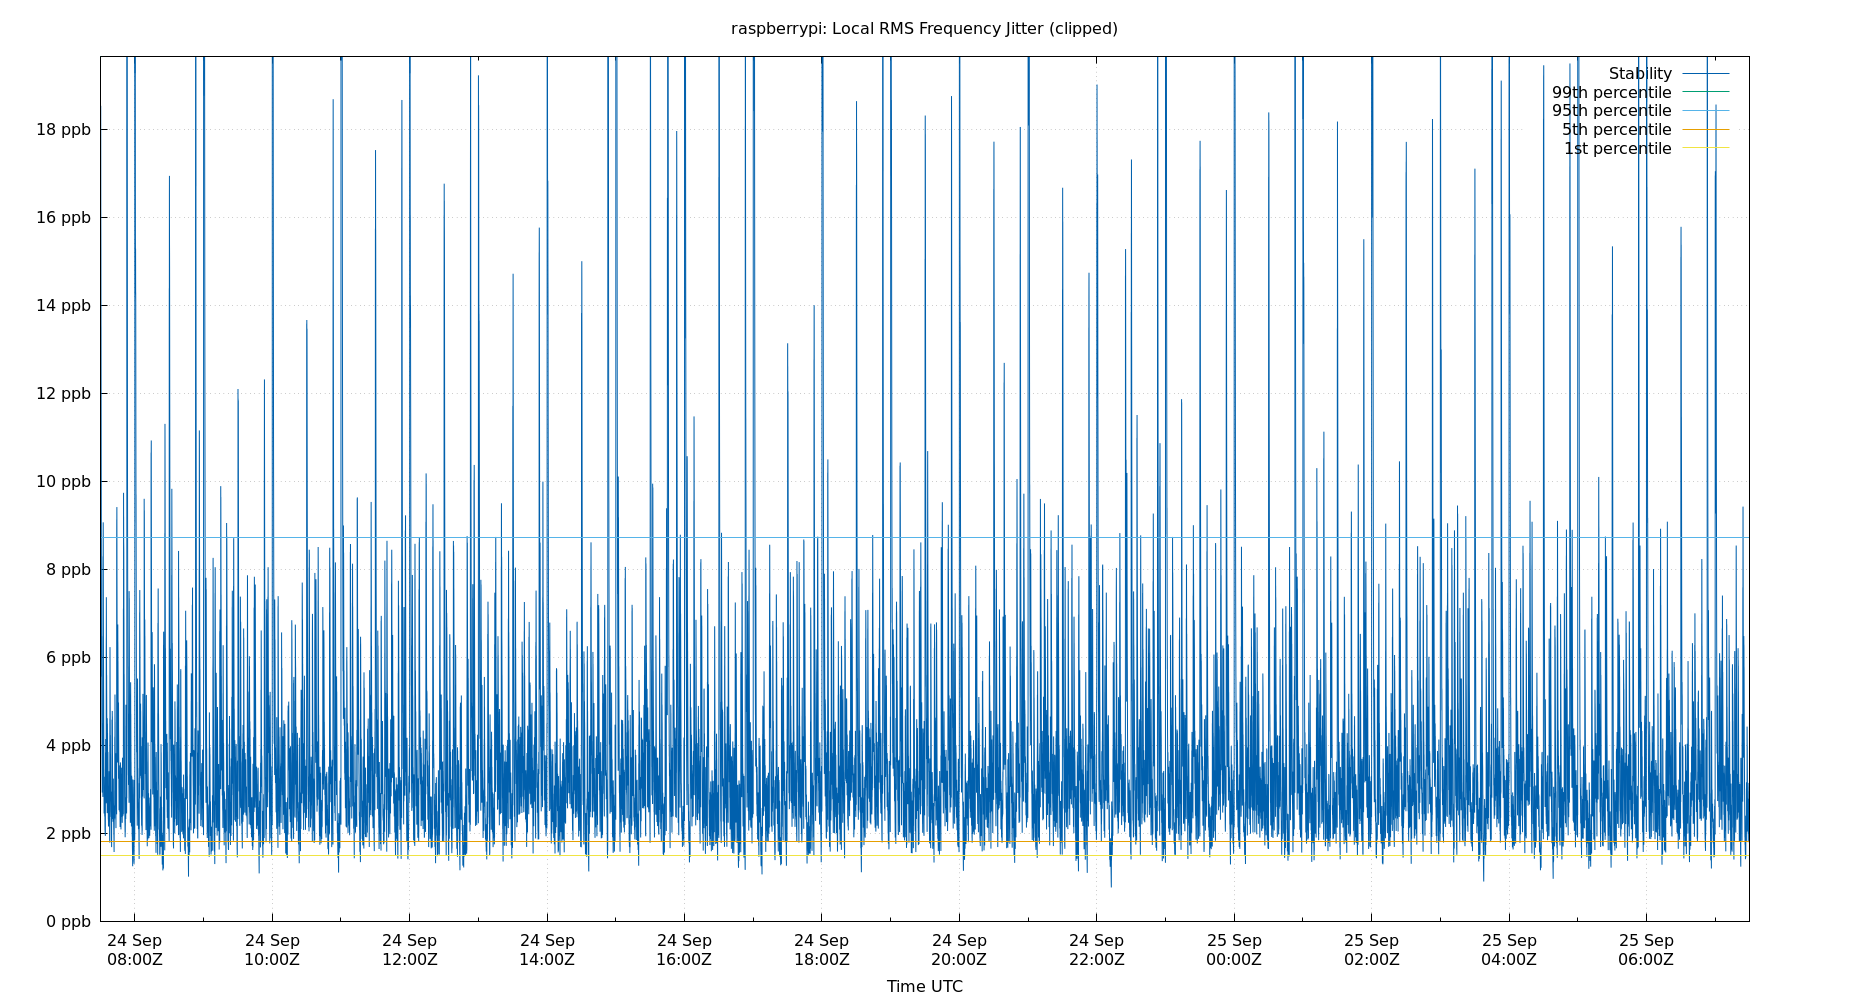 raspberrypi: Local RMS Frequency Jitter (clipped)
Stability
99th percentile
95th percentile
5th percentile
1st percentile
18 ppb
16 ppb
14 ppb
12 ppb
10 ppb
8 ppb
6 ppb
4 ppb
2 ppb
0 ppb
24 Sep 24 Sep 24 Sep 24 Sep 24 Sep 24 Sep 24 Sep 24 Sep 25 Sep 25 Sep 25 Sep 25 Sep
08:00Z 10:00Z 12:00Z 14:00Z 16:00Z 18:00Z 20:00Z 22:00Z 00:00Z 02:00Z 04:00Z 06:00Z
Time UTC